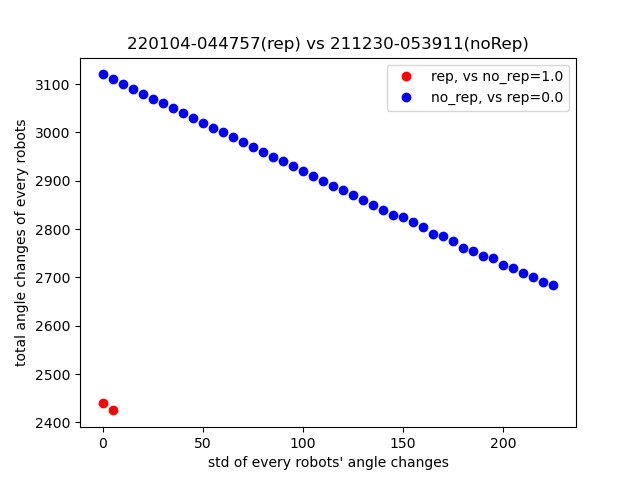 220104-044757(rep) vs 211230-053911(noRep)
rep, vs no_rep=1.0
no_rep, vs rep=0.0
total angle changes of every robots
3100
3000
2900
2800
2700
2600
2500
2400
0 50 100 150 200
std of every robots' angle changes